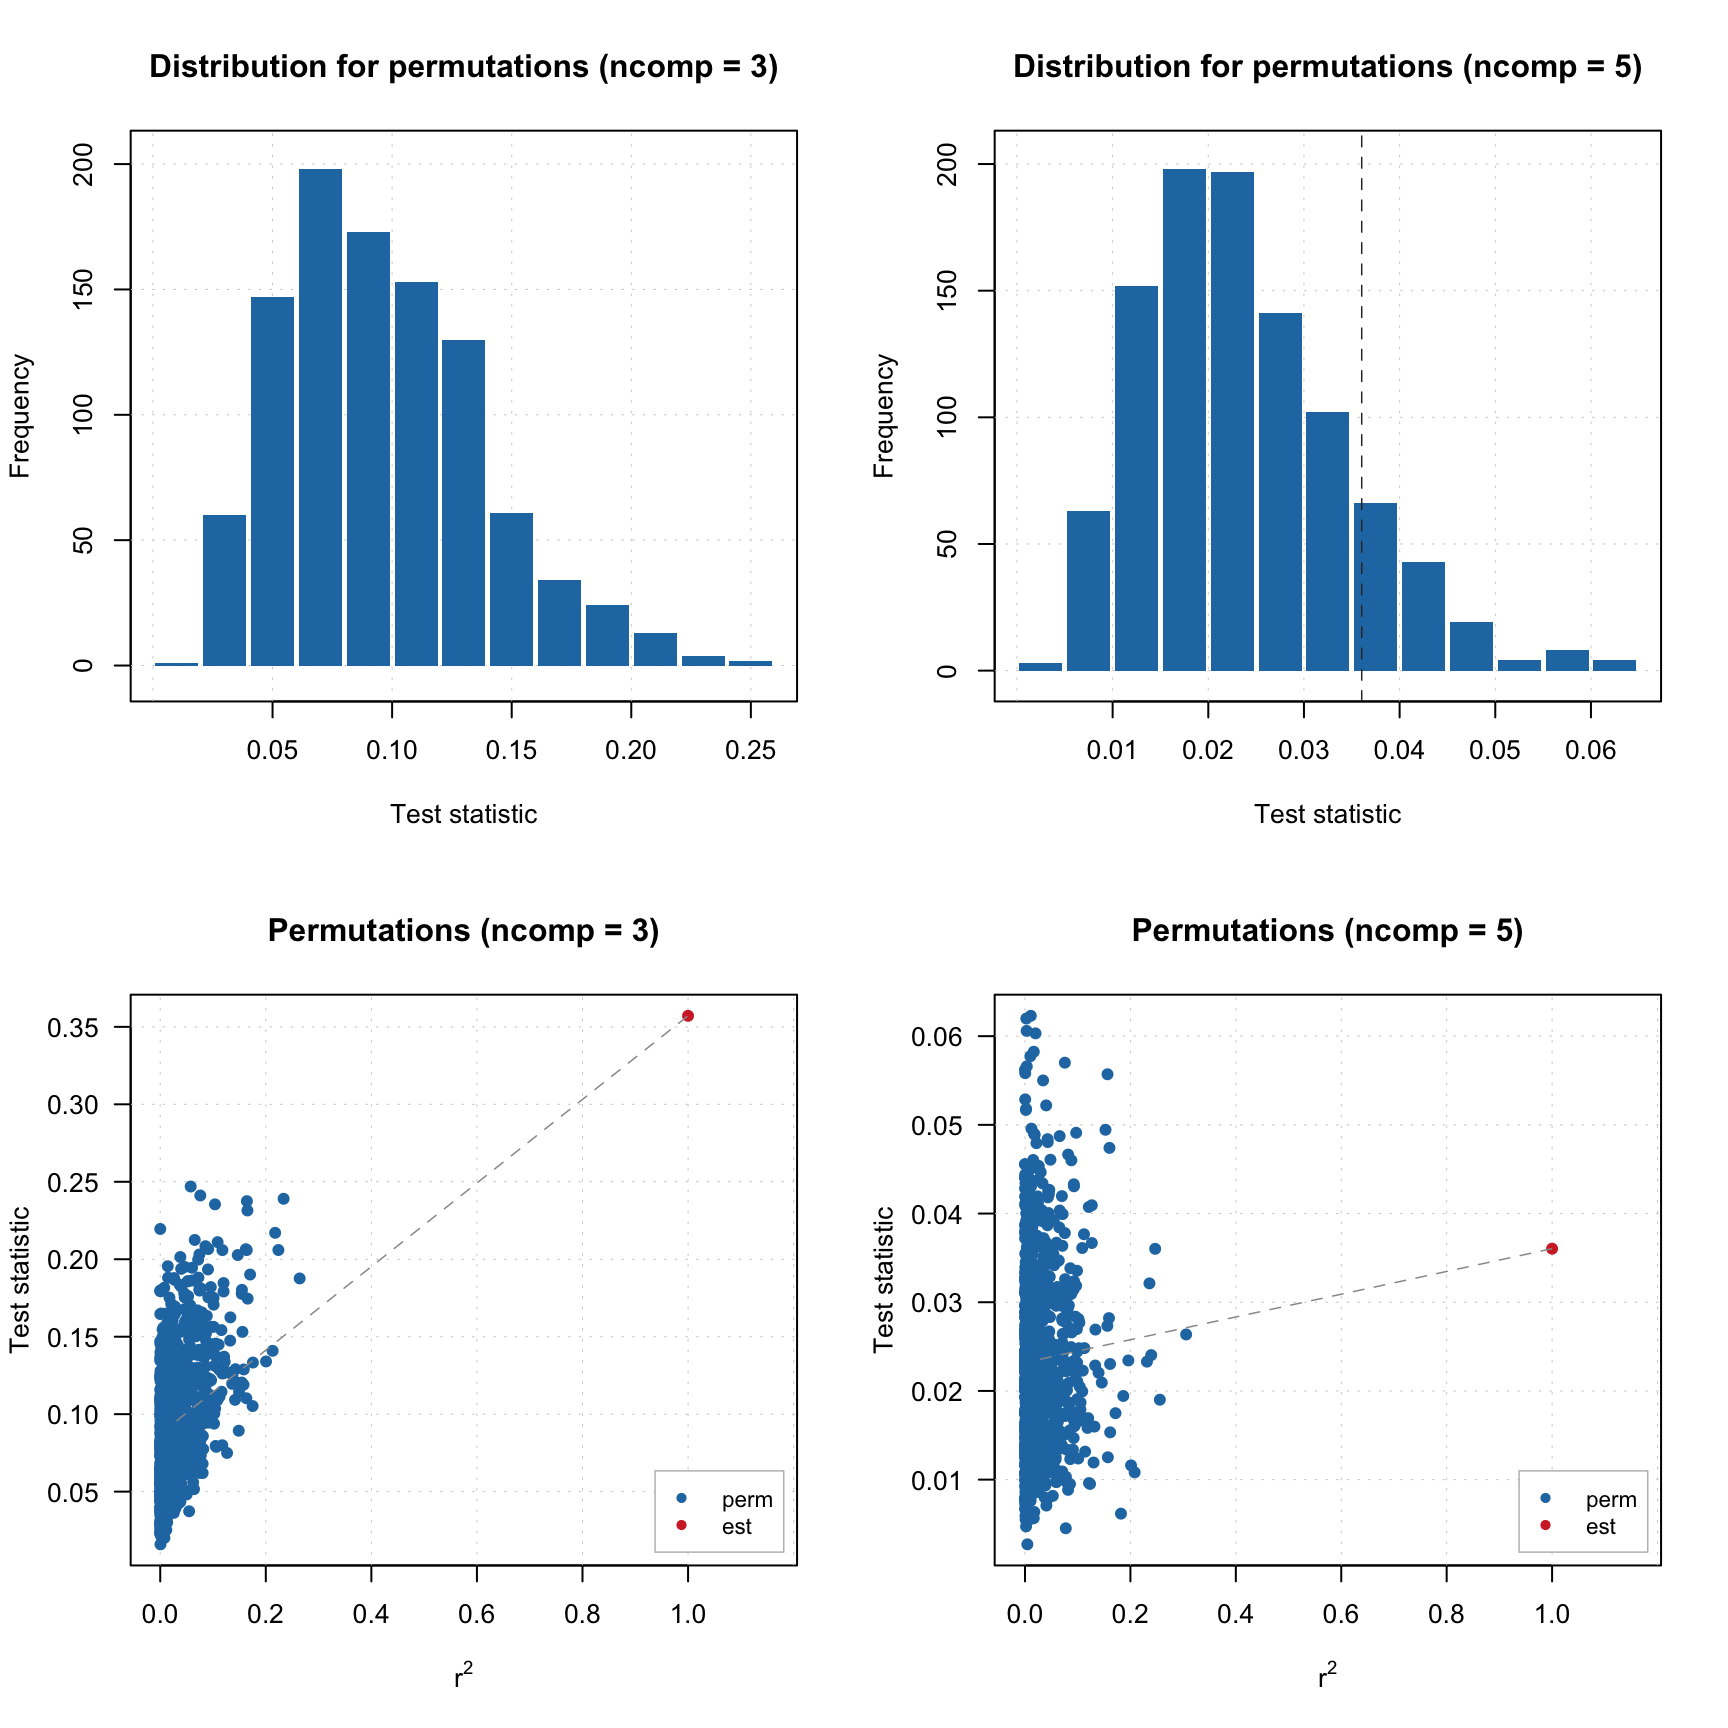 Distribution for permutations (ncomp = 3)
Frequency
200
150
100
50
0
0.05 0.10 0.15 0.20 0.25
Test statistic
Distribution for permutations (ncomp = 5)
Frequency
200
150
100
50
0
0.01 0.02 0.03 0.04 0.05 0.06
Test statistic
Permutations (ncomp = 3)
Test statistic
0.35
0.30
0.25
0.20
0.15
0.10
0.05
perm
est
0.0 0.2 0.4 0.6 0.8 1.0
r²
Permutations (ncomp = 5)
Test statistic
0.06
0.05
0.04
0.03
0.02
0.01
perm
est
0.0 0.2 0.4 0.6 0.8 1.0
r²